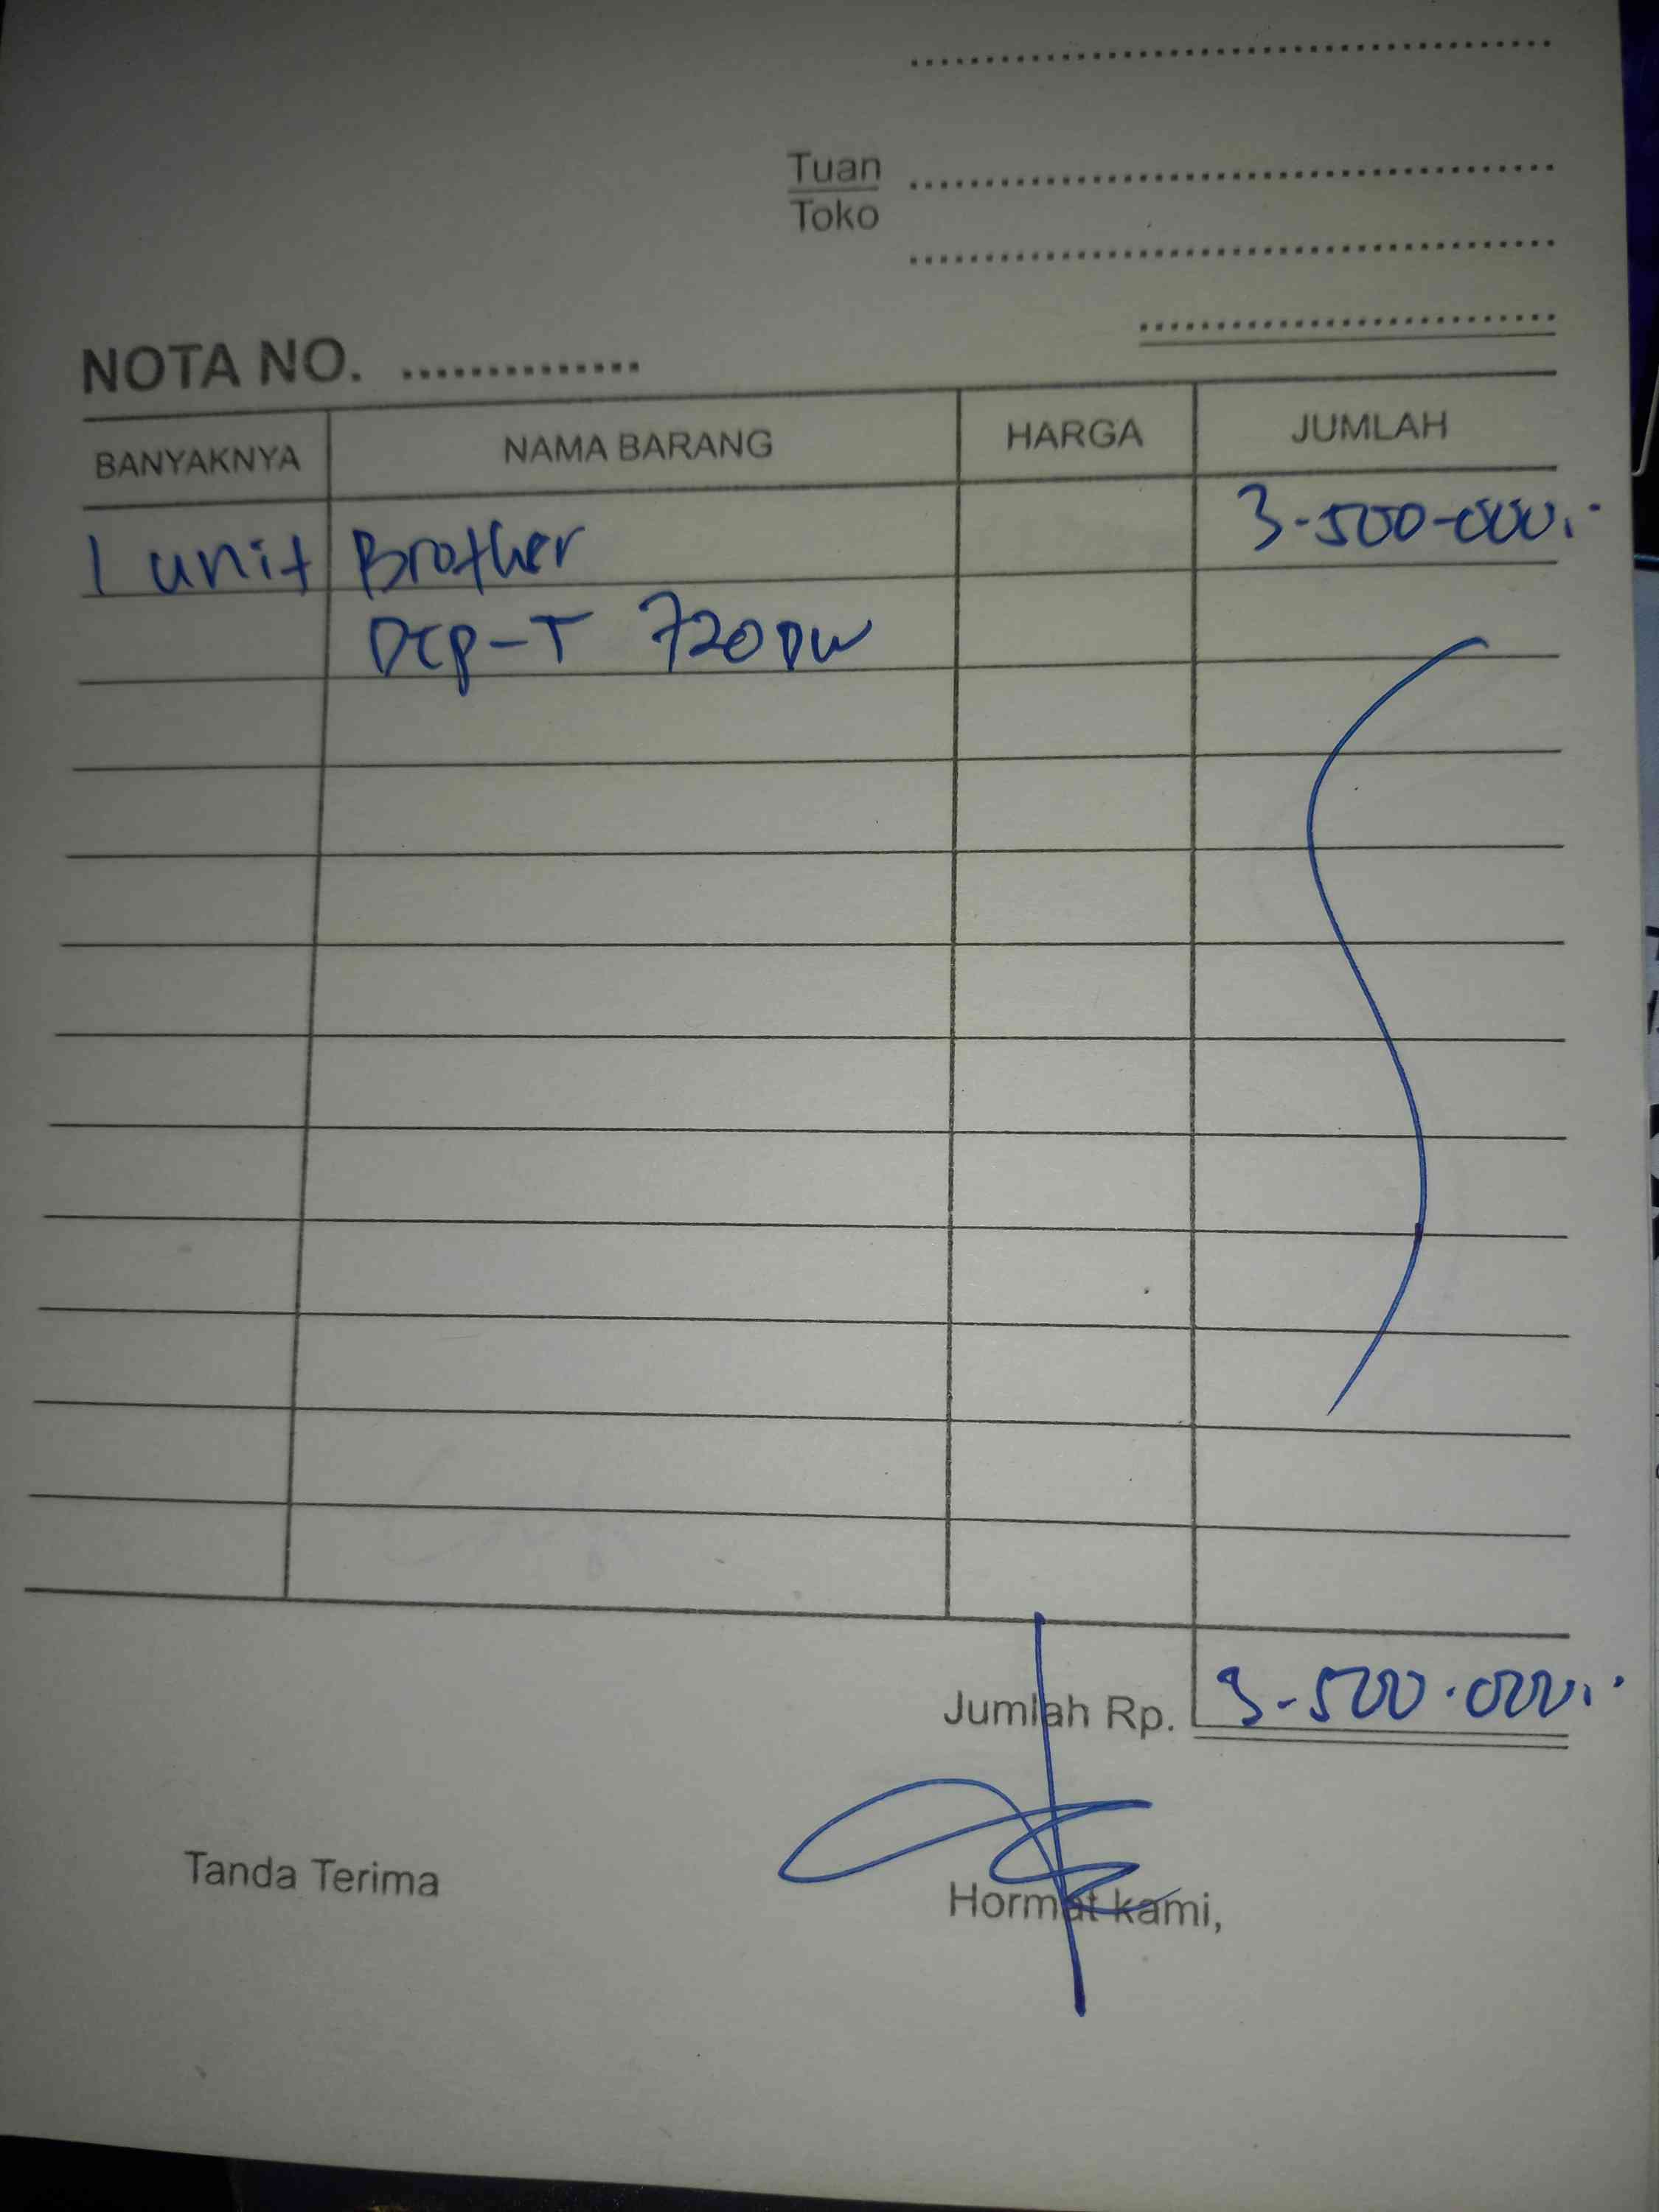 Tuan
Toko
NOTA NO. ..............
BANYAKNYA NAMA BARANG HARGA JUMLAH
1 unit Brother 3-500-000.-
DCP-T 720DW
Jumlah Rp. 3-500.000.-
Tanda Terima Hormat kami,